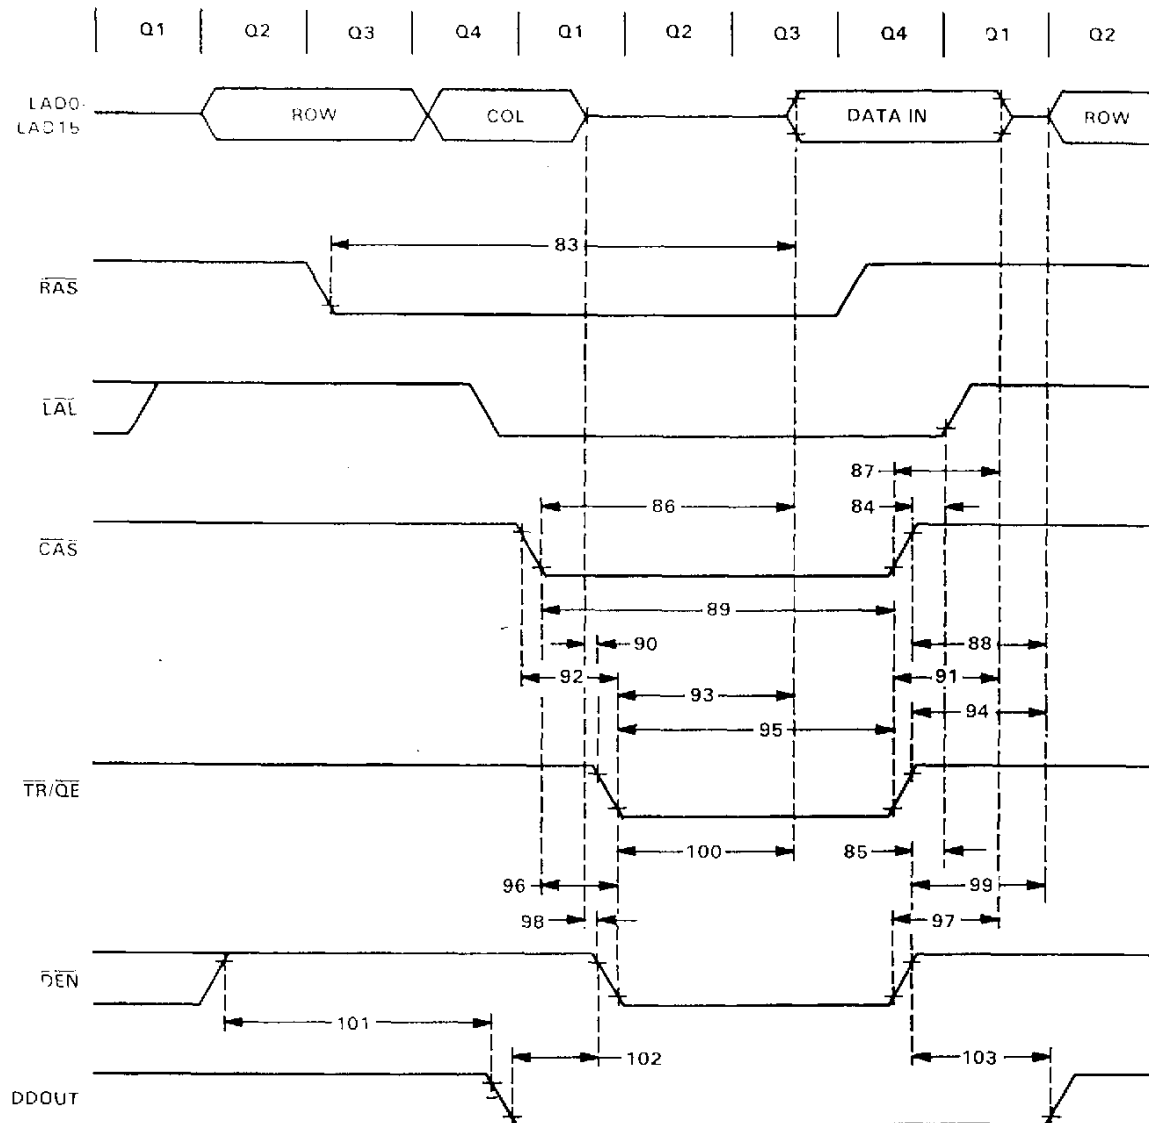 Q1 Q2 Q3 Q4 Q1 Q2 Q3 Q4 Q1 Q2
LAD0-
LAD15
ROW COL DATA IN ROW
83
RAS
LAL
87
86 84
CAS
89
90 88
92 91
93
94
95
TR/QE
100 85
96 99
98 97
DEN
101
102 103
DDOUT